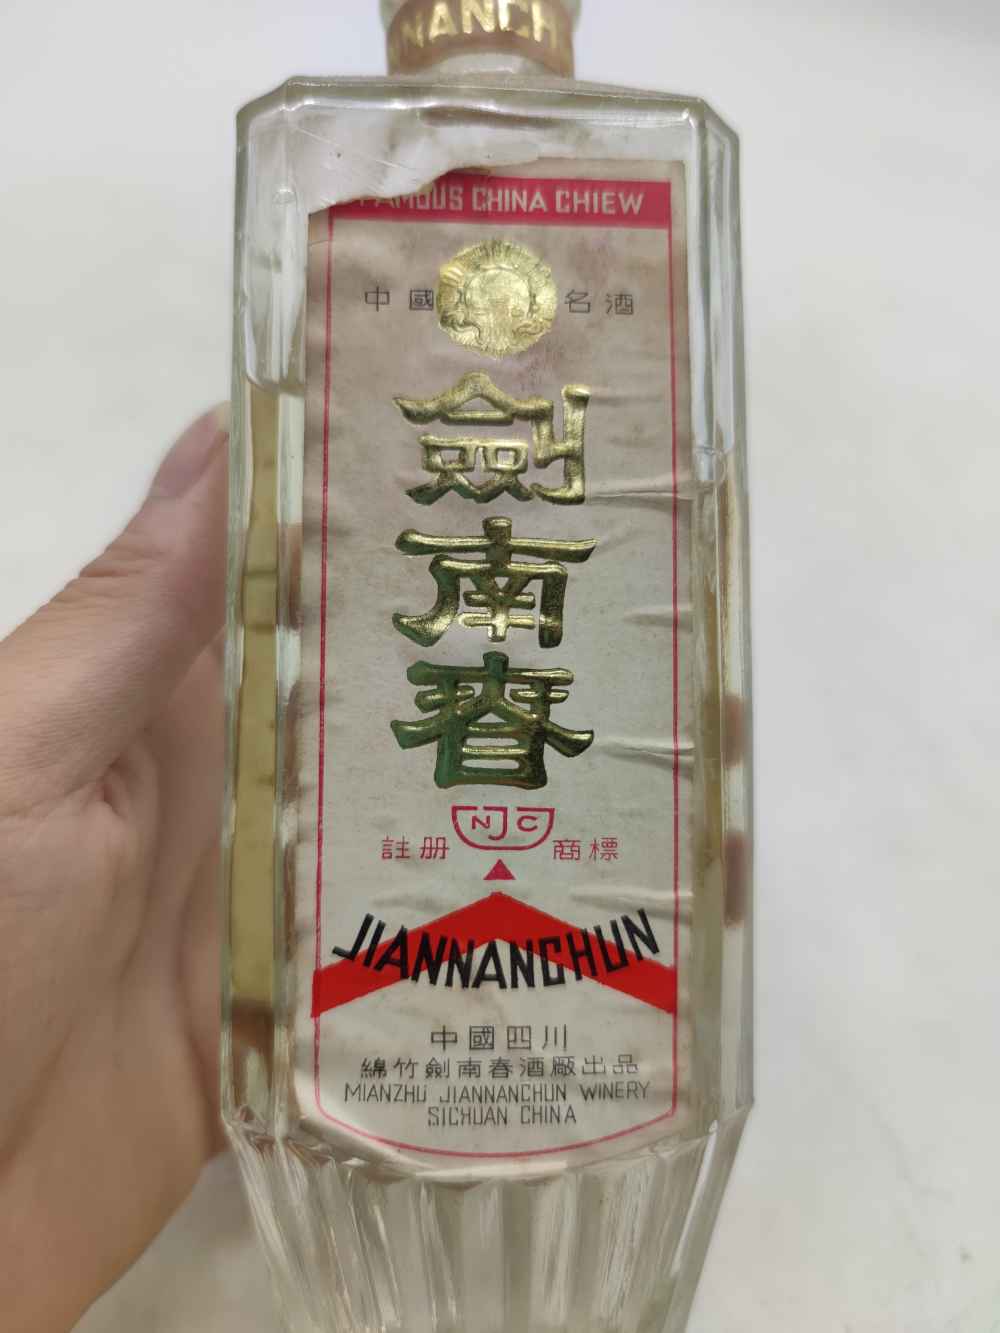 NANCH
FAMOUS CHINA CHIEW
中國 名酒
劍
南
春
NJC
註册 商標
JIANNANCHUN
中國四川
綿竹劍南春酒廠出品
MIANZHU JIANNANCHUN WINERY
SICHUAN CHINA